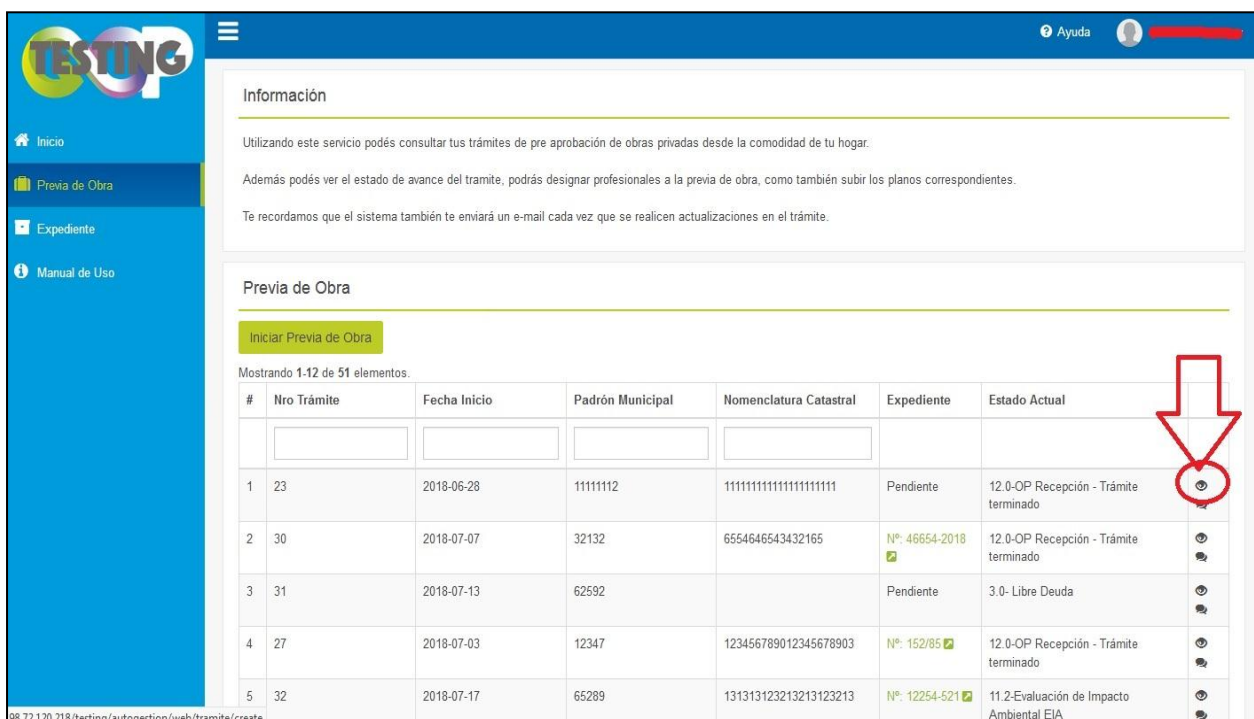 TESTING
Ayuda
Inicio
Previa de Obra
Expediente
Manual de Uso
Información
Utilizando este servicio podés consultar tus trámites de pre aprobación de obras privadas desde la comodidad de tu hogar.
Además podés ver el estado de avance del tramite, podrás designar profesionales a la previa de obra, como también subir los planos correspondientes.
Te recordamos que el sistema también te enviará un e-mail cada vez que se realicen actualizaciones en el trámite.
Previa de Obra
Iniciar Previa de Obra
Mostrando 1-12 de 51 elementos.
# Nro Trámite Fecha Inicio Padrón Municipal Nomenclatura Catastral Expediente Estado Actual
1 23 2018-06-28 11111112 Pendiente 12.0-OP Recepción - Trámite
terminado
2 30 2018-07-07 32132 6554646543432165 Nº: 46654-2018 12.0-OP Recepción - Trámite
terminado
3 31 2018-07-13 62592 Pendiente 3.0- Libre Deuda
4 27 2018-07-03 12347 123456789012345678903 Nº: 152/85 12.0-OP Recepción - Trámite
terminado
5 32 2018-07-17 65289 131313123213213123213 Nº: 12254-521 11.2-Evaluación de Impacto
Ambiental EIA
98.72.120.218/testing/autogestion/web/tramite/create